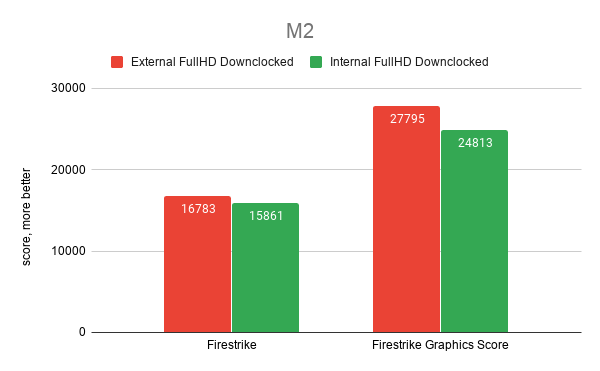 M2
External FullHD Downclocked
Internal FullHD Downclocked
score, more better
30000
20000
10000
0
16783
15861
27795
24813
Firestrike
Firestrike Graphics Score